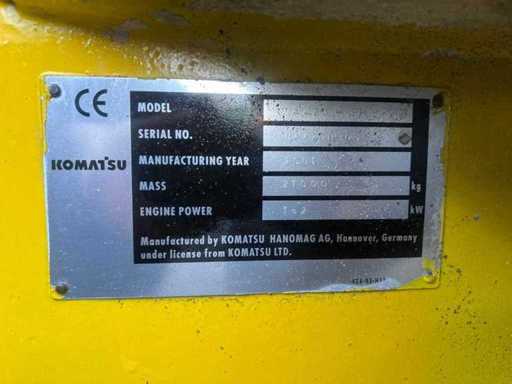 CE
MODEL
SERIAL NO.
KOMATSU
MANUFACTURING YEAR
MASS 27000 kg
ENGINE POWER kW
Manufactured by KOMATSU HANOMAG AG, Hannover, Germany
under license from KOMATSU LTD.